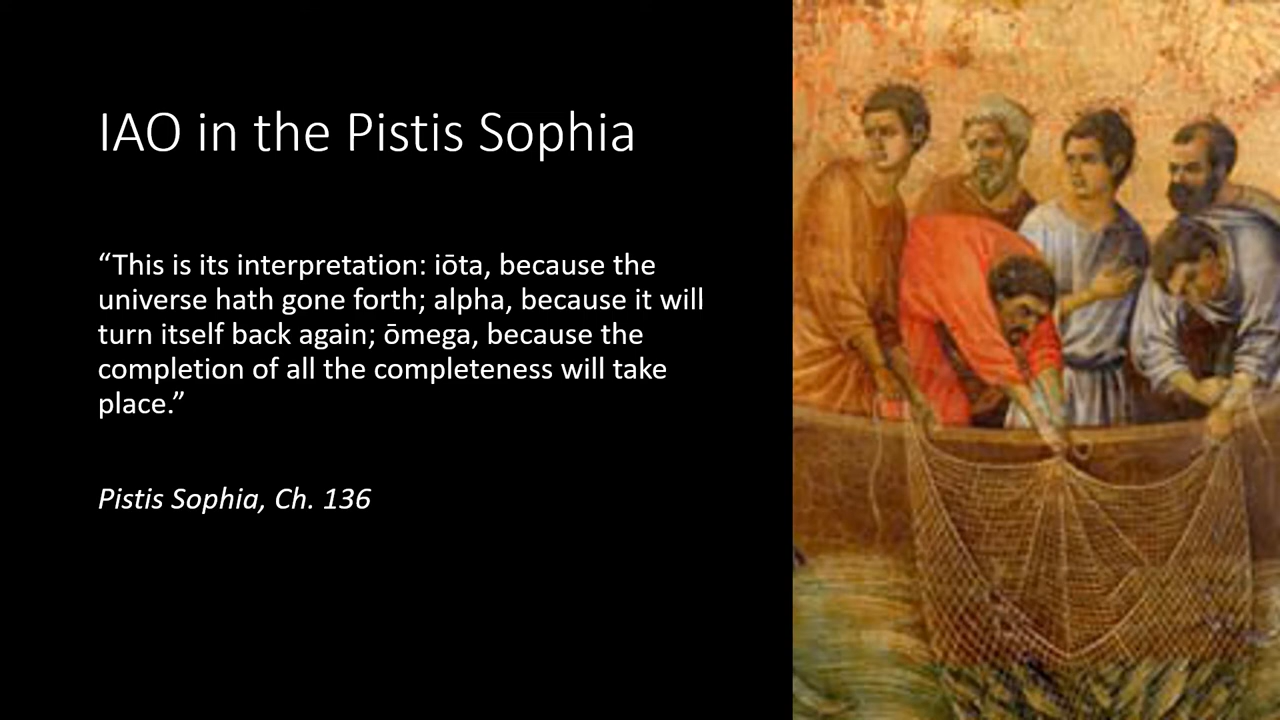 IAO in the Pistis Sophia
“This is its interpretation: iōta, because the
universe hath gone forth; alpha, because it will
turn itself back again; ōmega, because the
completion of all the completeness will take
place.”
Pistis Sophia, Ch. 136